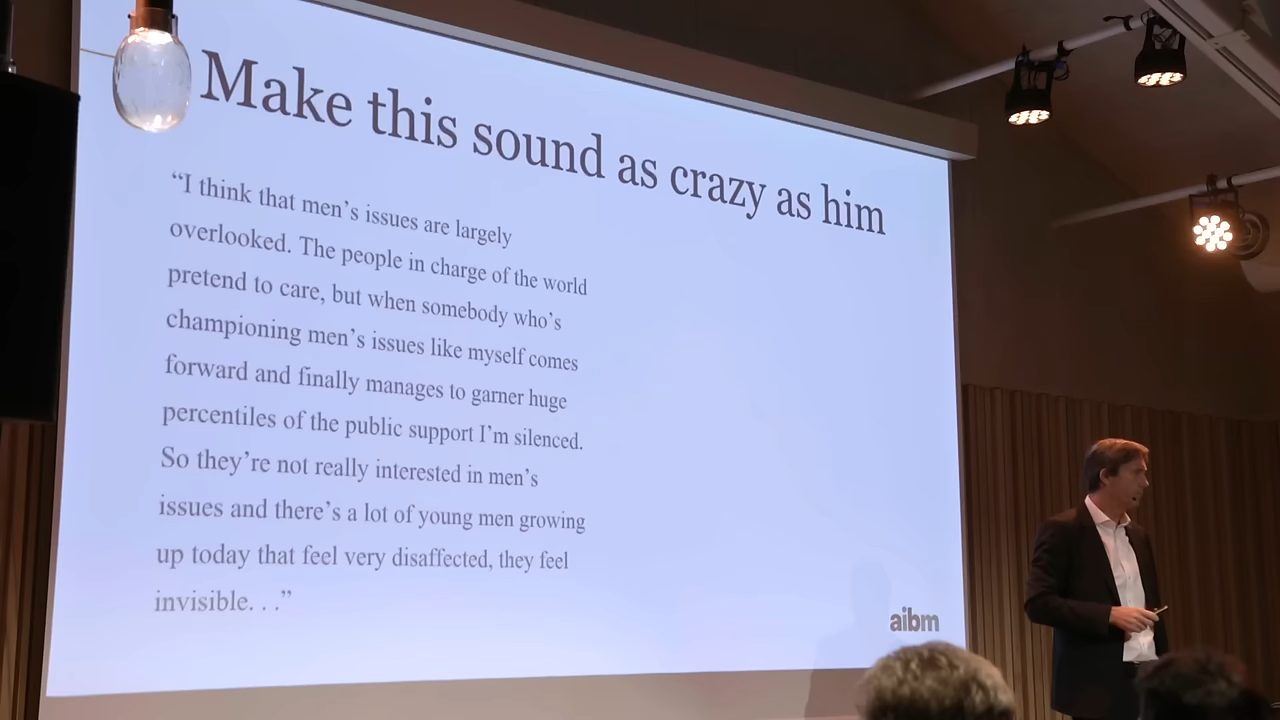 Make this sound as crazy as him
“I think that men’s issues are largely
overlooked. The people in charge of the world
pretend to care, but when somebody who’s
championing men’s issues like myself comes
forward and finally manages to garner huge
percentiles of the public support I’m silenced.
So they’re not really interested in men’s
issues and there’s a lot of young men growing
up today that feel very disaffected, they feel
invisible. . .”
aibm